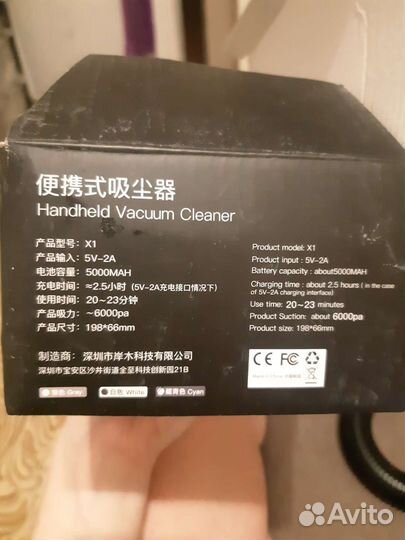 便携式吸尘器
Handheld Vacuum Cleaner
产品型号： X1
产品输入： 5V-2A
电池容量： 5000MAH
充电时间： ≈2.5小时（5V-2A充电接口情况下）
使用时间： 20~23分钟
产品吸力： ~6000pa
产品尺寸： 198*66mm
制造商： 深圳市岸木科技有限公司
深圳市宝安区沙井街道全至科技创新园21B
Gray
白色 White
Cyan
Product model: X1
Product input : 5V-2A
Battery capacity : about5000MAH
Charging time : about 2.5 hours ( in the case
of 5V-2A charging interface)
Use time: 20~23 minutes
Product Suction: about 6000pa
Product size: 198*66mm
CE FC
Made in China
Avito